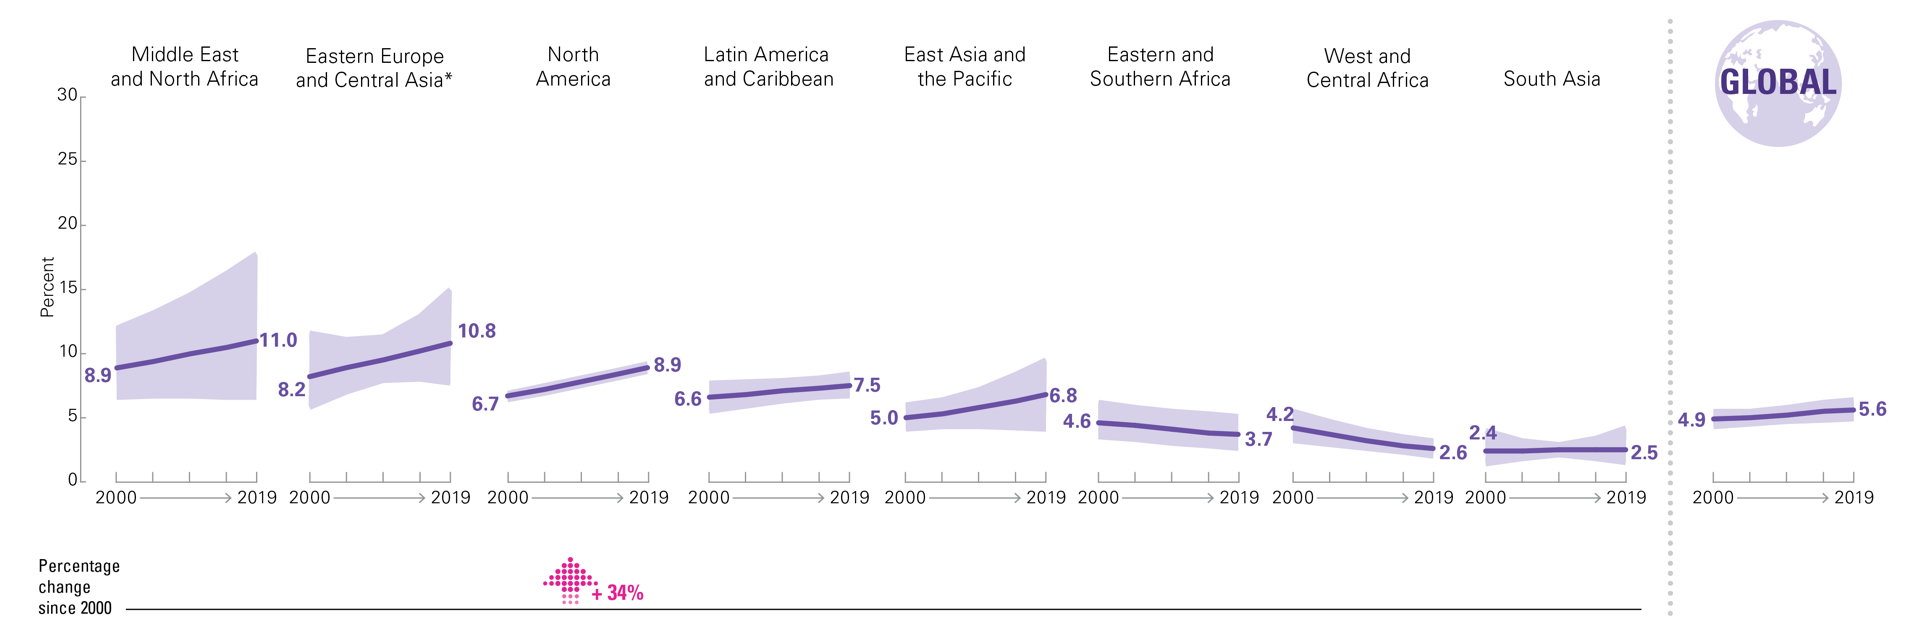 Middle East
and North Africa
Eastern Europe
and Central Asia*
North
America
Latin America
and Caribbean
East Asia and
the Pacific
Eastern and
Southern Africa
West and
Central Africa
South Asia
GLOBAL
Percent
30
25
20
15
10
5
0
8.9
11.0
8.2
10.8
6.7
8.9
6.6
7.5
5.0
6.8
4.6
3.7
4.2
2.6
2.4
2.5
4.9
5.6
2000 2019
2000 2019
2000 2019
2000 2019
2000 2019
2000 2019
2000 2019
2000 2019
2000 2019
Percentage
change
since 2000
+ 34%